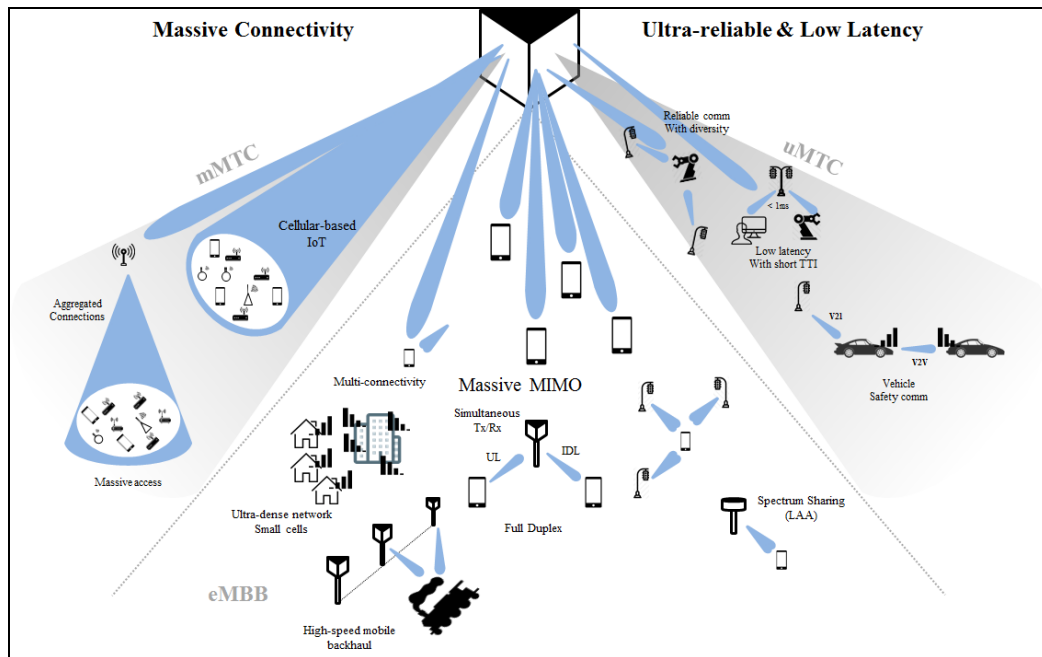 Massive Connectivity
Ultra-reliable & Low Latency
mMTC
uMTC
Reliable comm
With diversity
< 1ms
Low latency
With short TTI
Cellular-based
IoT
Aggregated
Connections
Massive access
V2I
V2V
Vehicle
Safety comm
Multi-connectivity
Massive MIMO
Simultaneous
Tx/Rx
UL
IDL
Full Duplex
Ultra-dense network
Small cells
Spectrum Sharing
(LAA)
eMBB
High-speed mobile
backhaul